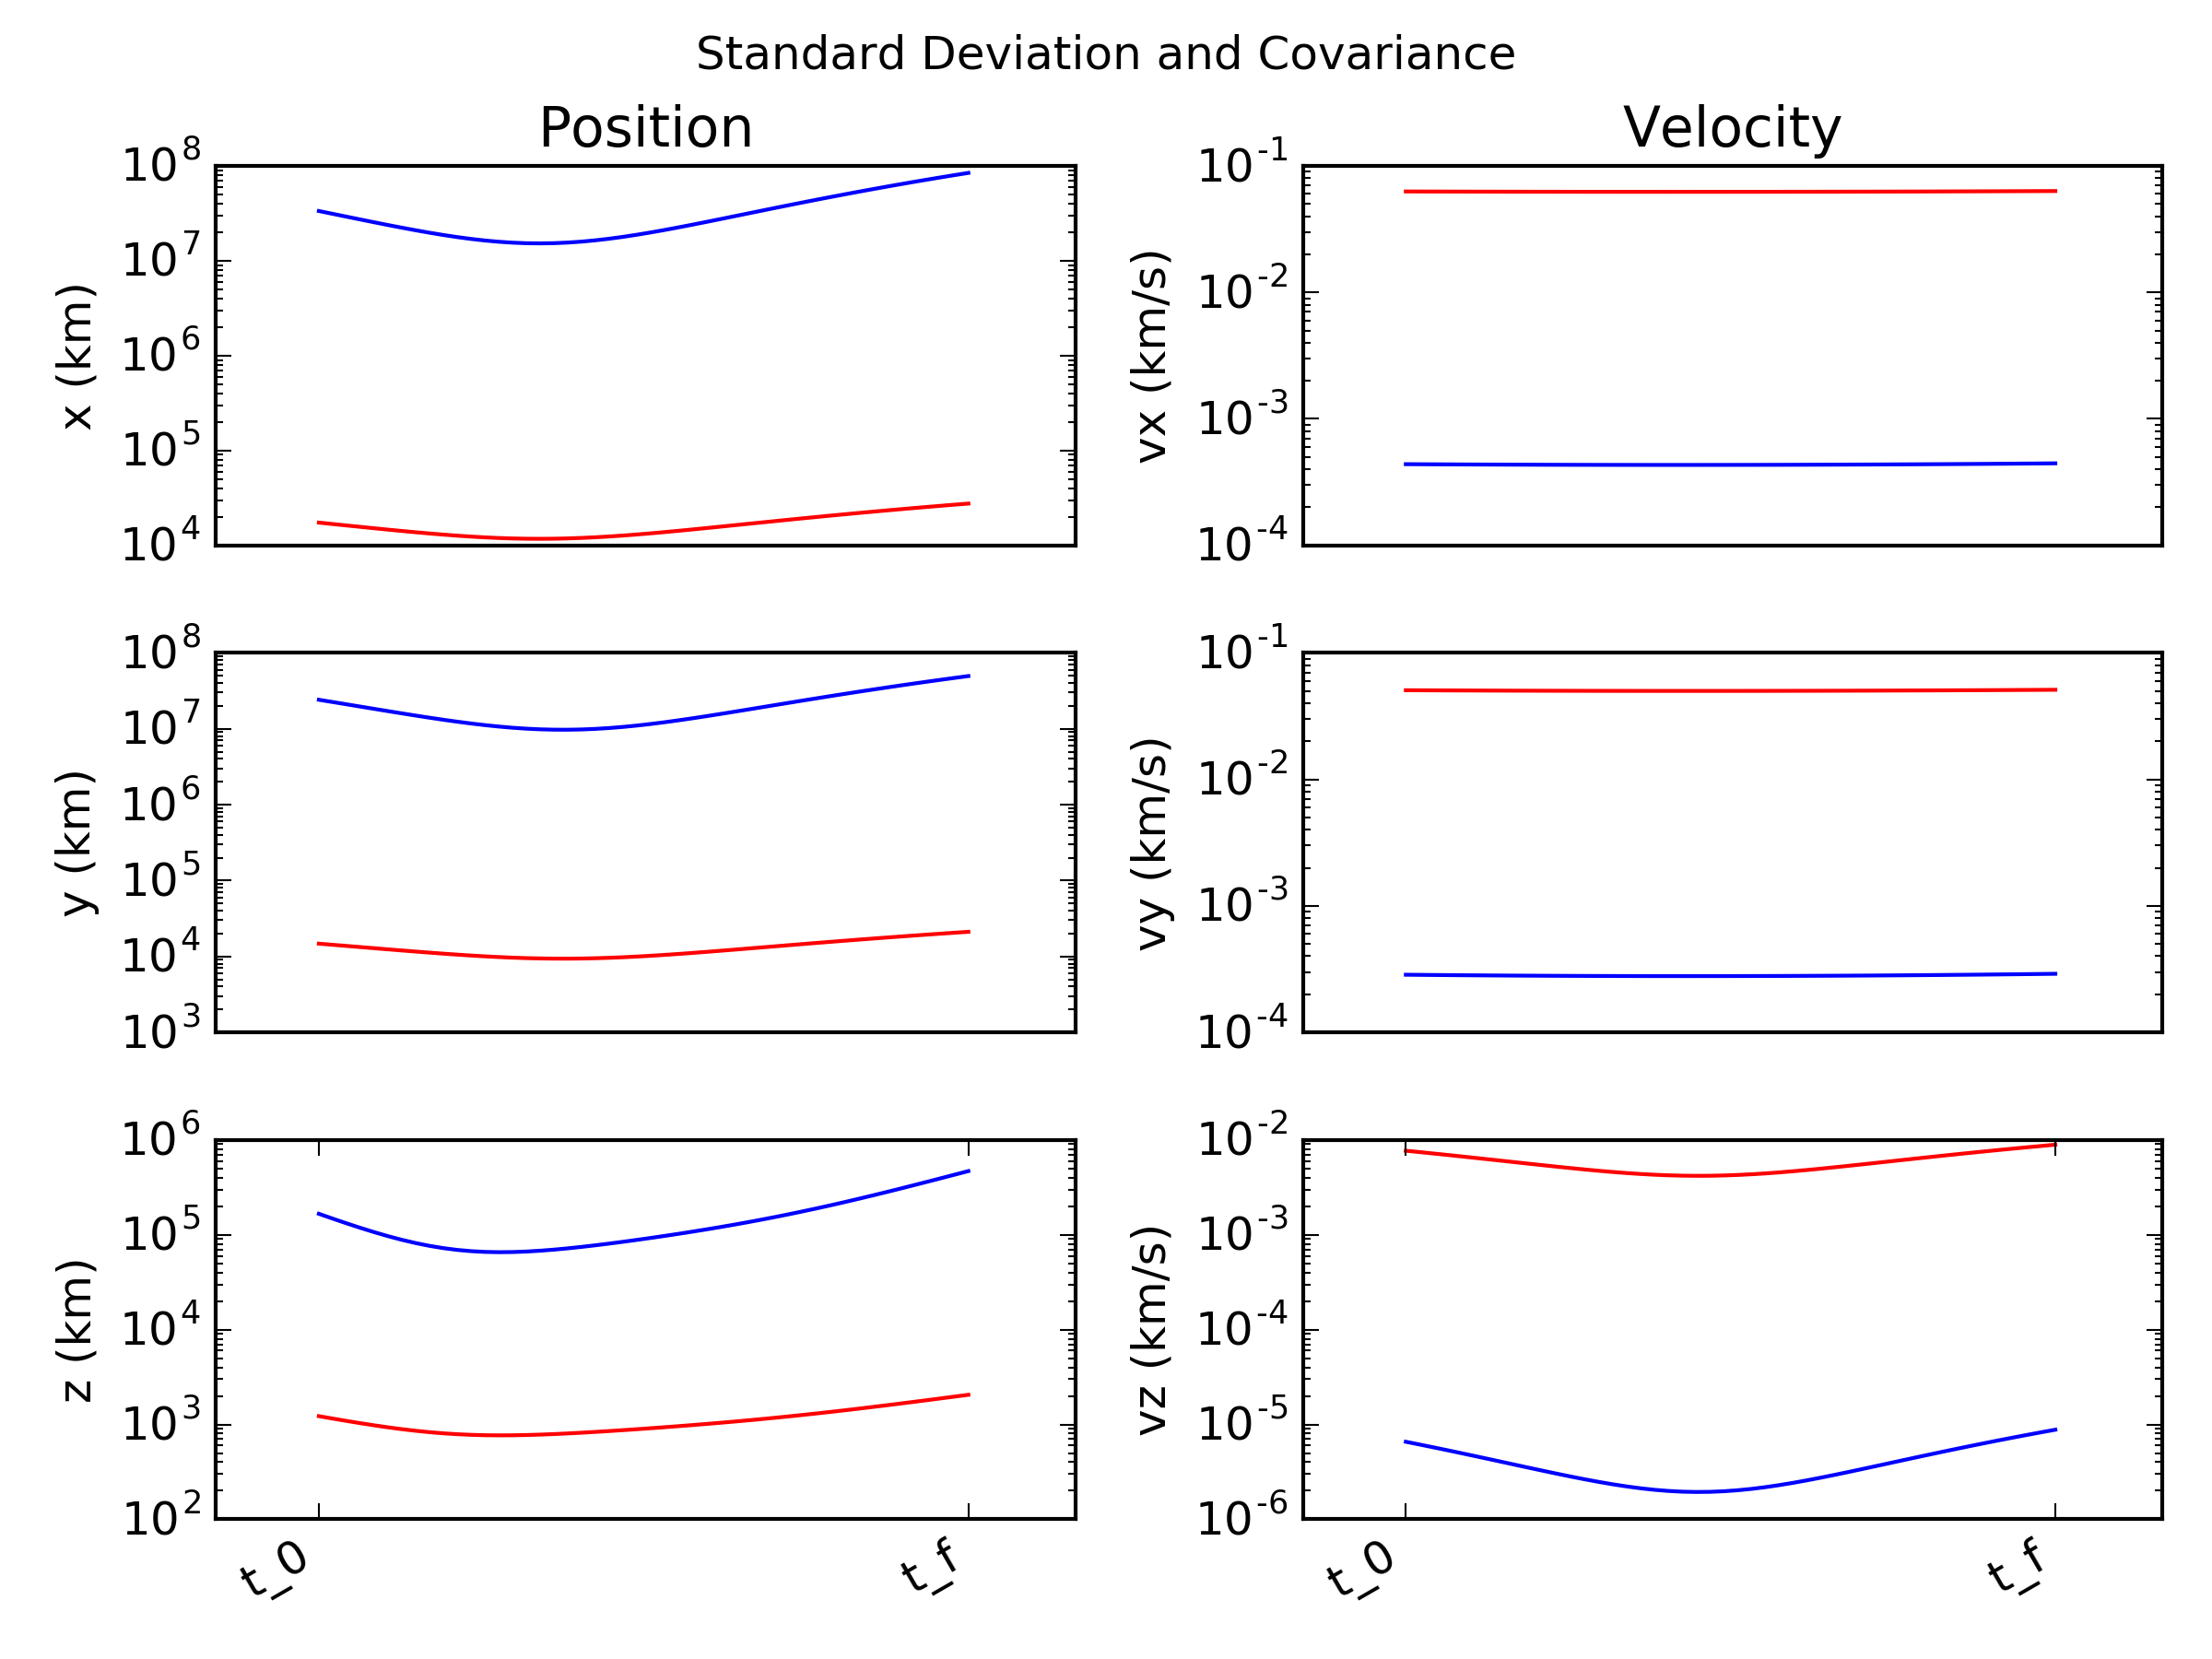 Standard Deviation and Covariance
Position
Velocity
10^8
10^7
10^6
10^5
10^4
x (km)
10^-1
10^-2
10^-3
10^-4
vx (km/s)
10^8
10^7
10^6
10^5
10^4
10^3
y (km)
10^-1
10^-2
10^-3
10^-4
vy (km/s)
10^6
10^5
10^4
10^3
10^2
z (km)
t_0
t_f
10^-2
10^-3
10^-4
10^-5
10^-6
vz (km/s)
t_0
t_f